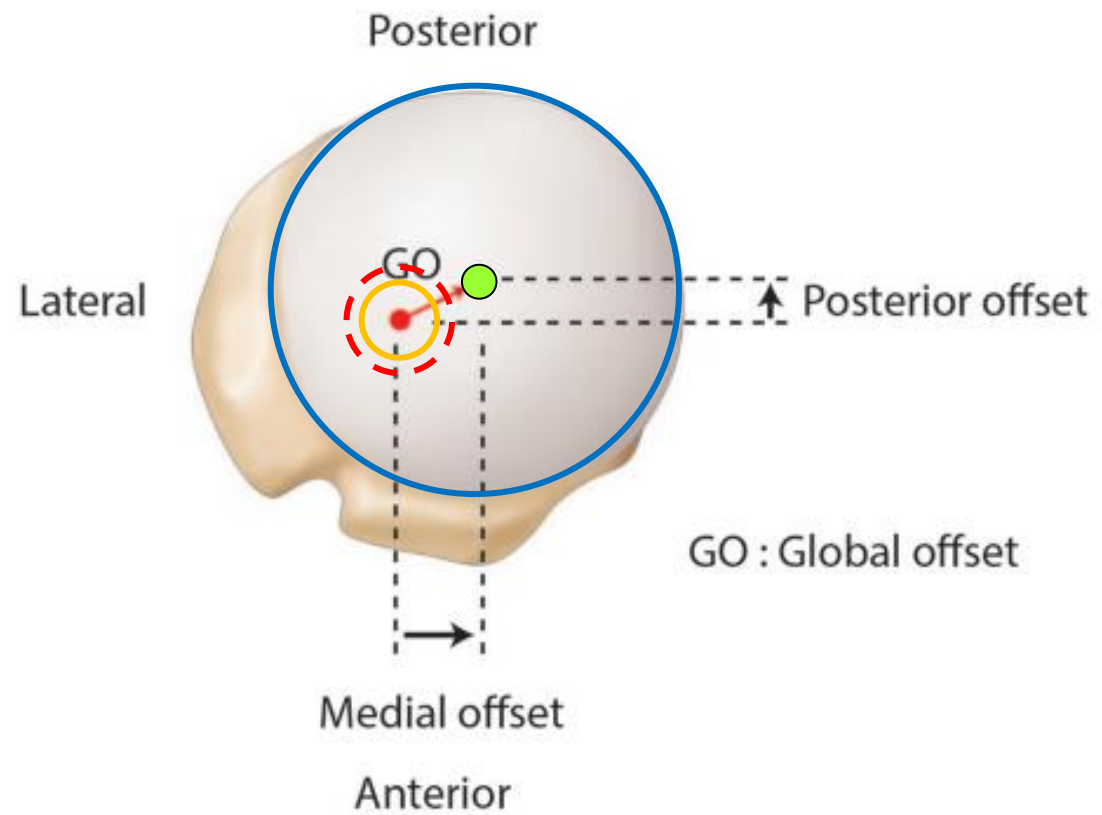 Posterior
GO
Lateral
Posterior offset
GO : Global offset
Medial offset
Anterior